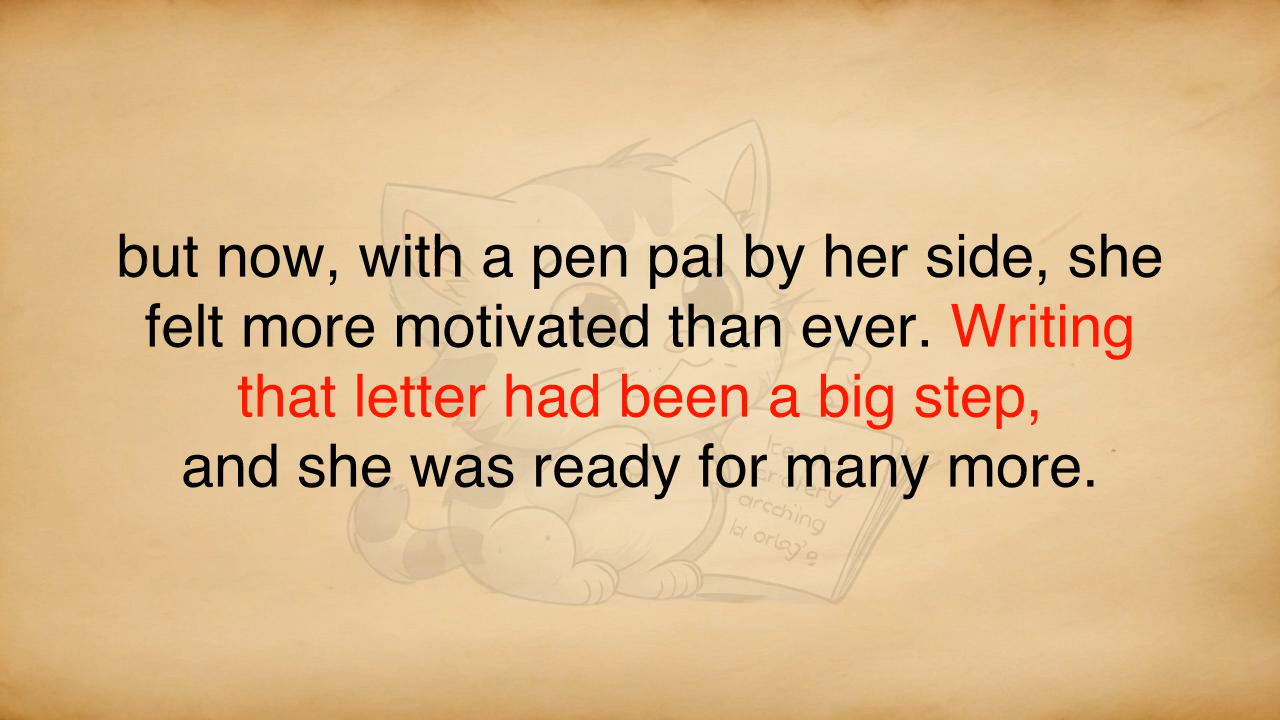 but now, with a pen pal by her side, she
felt more motivated than ever. Writing
that letter had been a big step,
and she was ready for many more.
arcching